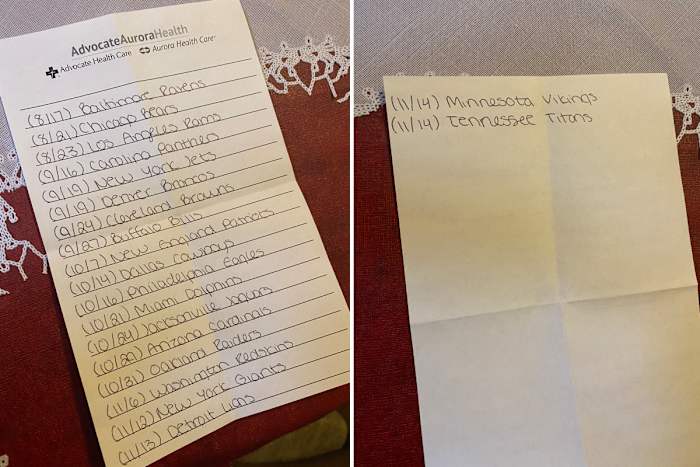 AdvocateAuroraHealth
Advocate Health Care Aurora Health Care
(8/17) Baltimore Ravens
(8/21) Chicago Bears
(8/23) Los Angeles Rams
(9/16) Carolina Panthers
(9/19) New York Jets
(9/19) Denver Broncos
(9/24) Cleveland Browns
(9/27) Buffalo Bills
(10/7) New England Patriots
(10/14) Dallas Cowboys
(10/16) Philadelphia Eagles
(10/21) Miami Dolphins
(10/24) Jacksonville Jaguars
(10/29) Arizona Cardinals
(10/31) Oakland Raiders
(11/6) Washington Redskins
(11/12) New York Giants
(11/13) Detroit Lions
(11/14) Minnesota Vikings
(11/14) Tennessee Titans